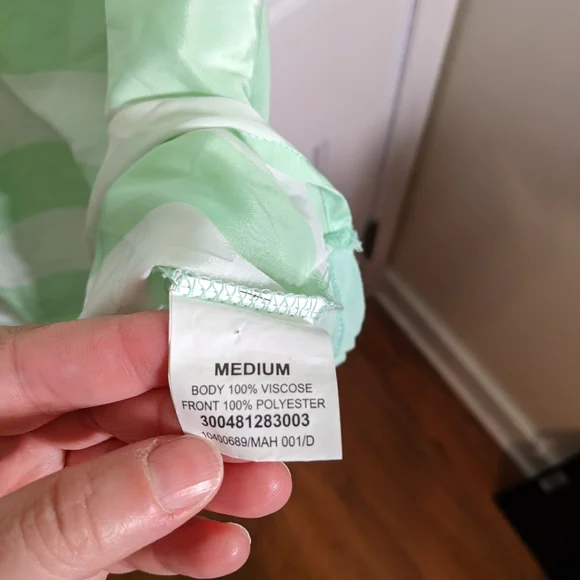 MEDIUM
BODY 100% VISCOSE
FRONT 100% POLYESTER
300481283003
10400689/MAH 001/D